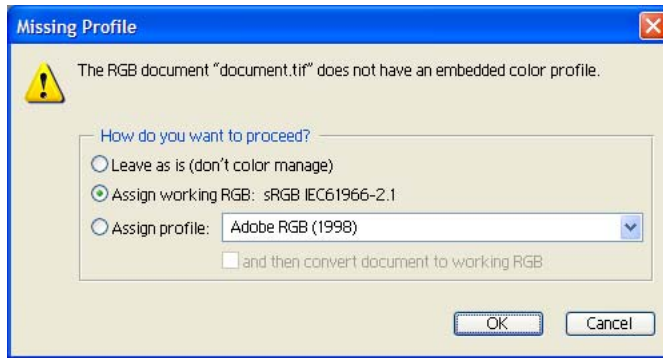 Missing Profile
The RGB document “document.tif” does not have an embedded color profile.
How do you want to proceed?
Leave as is (don't color manage)
Assign working RGB: sRGB IEC61966-2.1
Assign profile: Adobe RGB (1998)
and then convert document to working RGB
OK Cancel